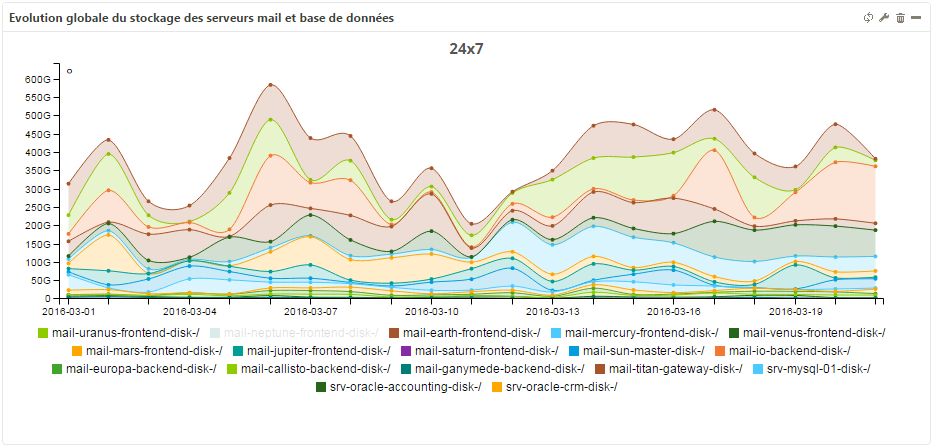 Evolution globale du stockage des serveurs mail et base de données
24x7
600G
550G
500G
450G
400G
350G
300G
250G
200G
150G
100G
50G
0
2016-03-01 2016-03-04 2016-03-07 2016-03-10 2016-03-13 2016-03-16 2016-03-19
mail-uranus-frontend-disk-/ mail-neptune-frontend-disk-/ mail-earth-frontend-disk-/ mail-mercury-frontend-disk-/ mail-venus-frontend-disk-/
mail-mars-frontend-disk-/ mail-jupiter-frontend-disk-/ mail-saturn-frontend-disk-/ mail-sun-master-disk-/ mail-io-backend-disk-/
mail-europa-backend-disk-/ mail-callisto-backend-disk-/ mail-ganymede-backend-disk-/ mail-titan-gateway-disk-/ srv-mysql-01-disk-/
srv-oracle-accounting-disk-/ srv-oracle-crm-disk-/